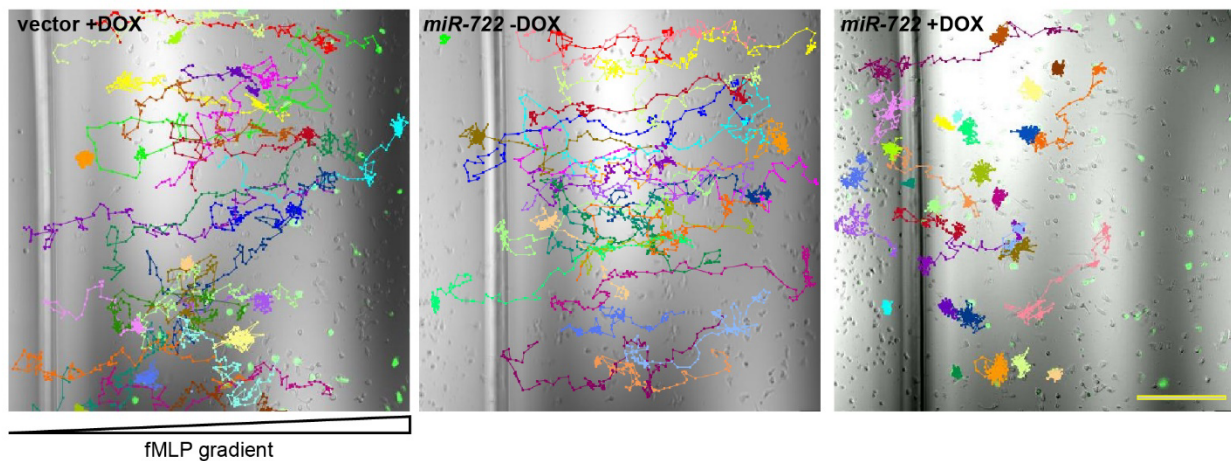 vector +DOX
miR-722 -DOX
miR-722 +DOX
fMLP gradient